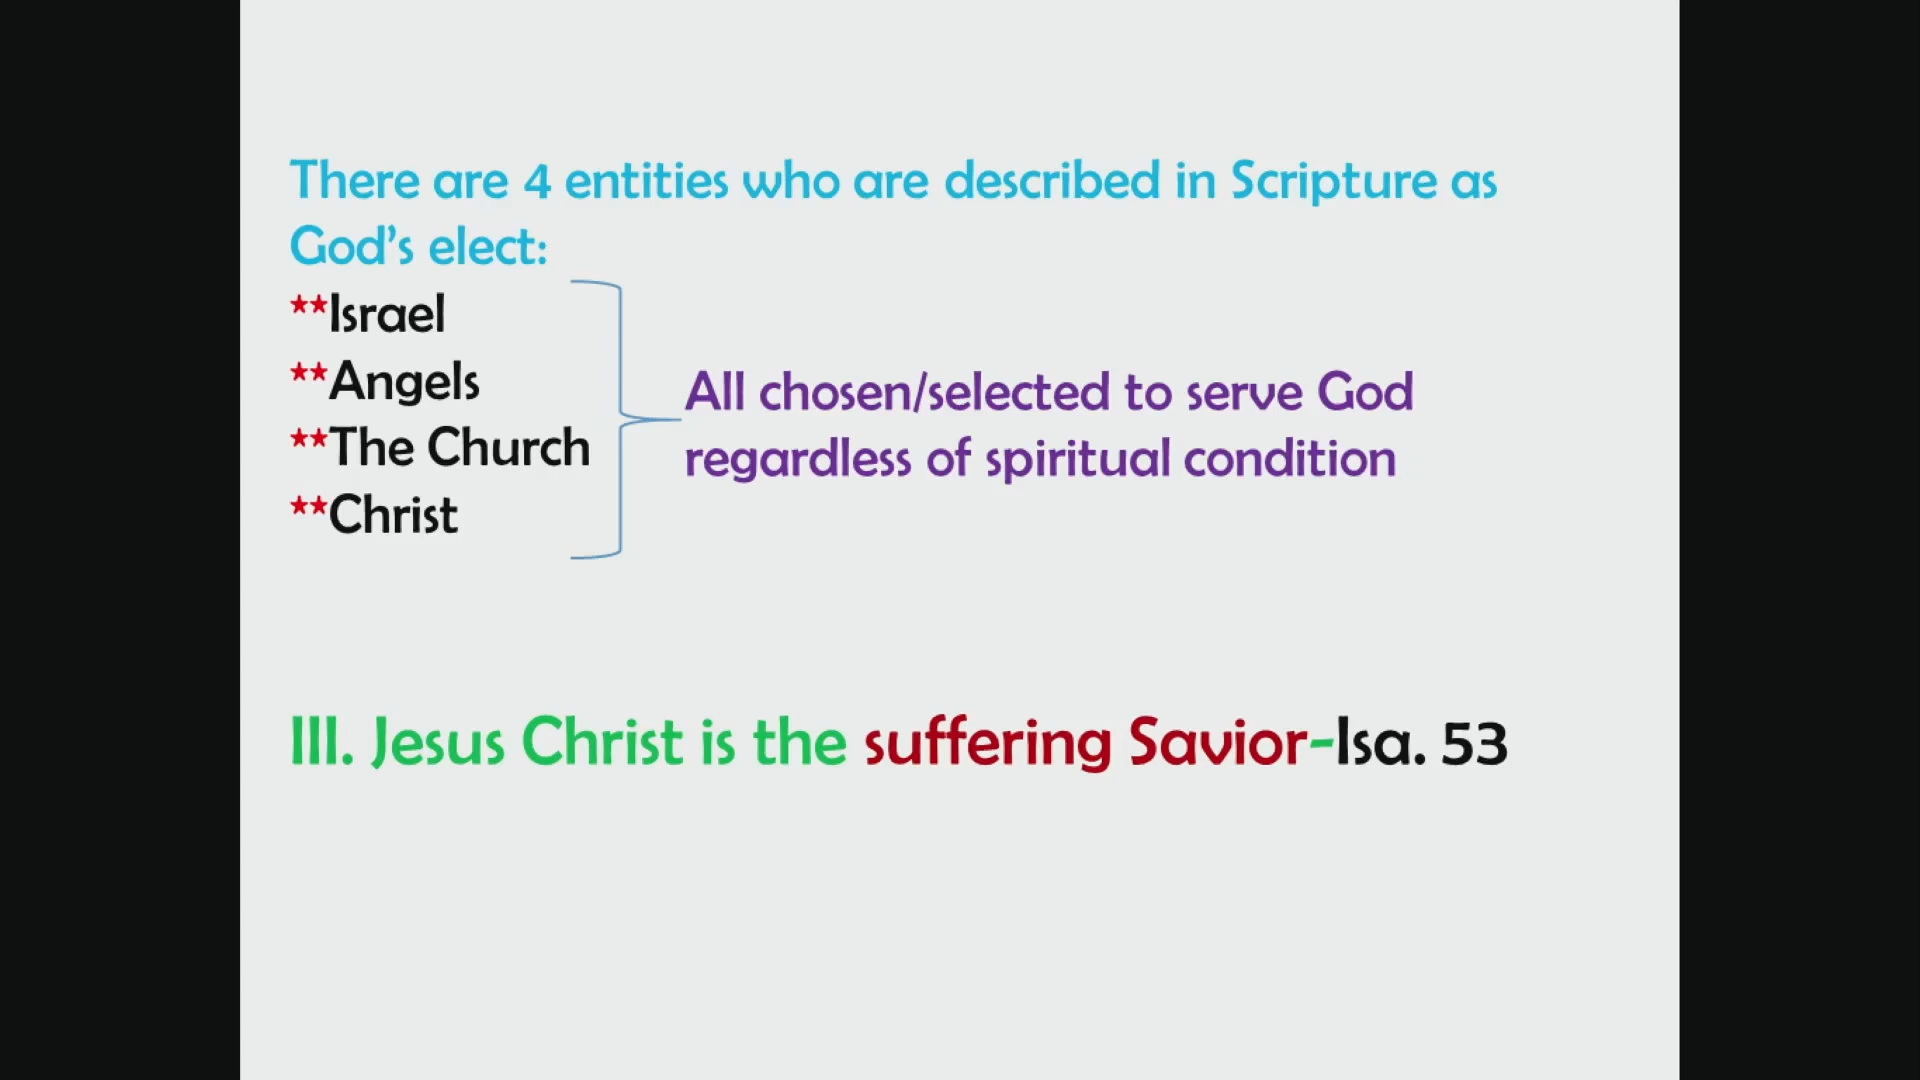 There are 4 entities who are described in Scripture as
God's elect:
**Israel
**Angels
**The Church
**Christ
All chosen/selected to serve God
regardless of spiritual condition
III. Jesus Christ is the suffering Savior-Isa. 53